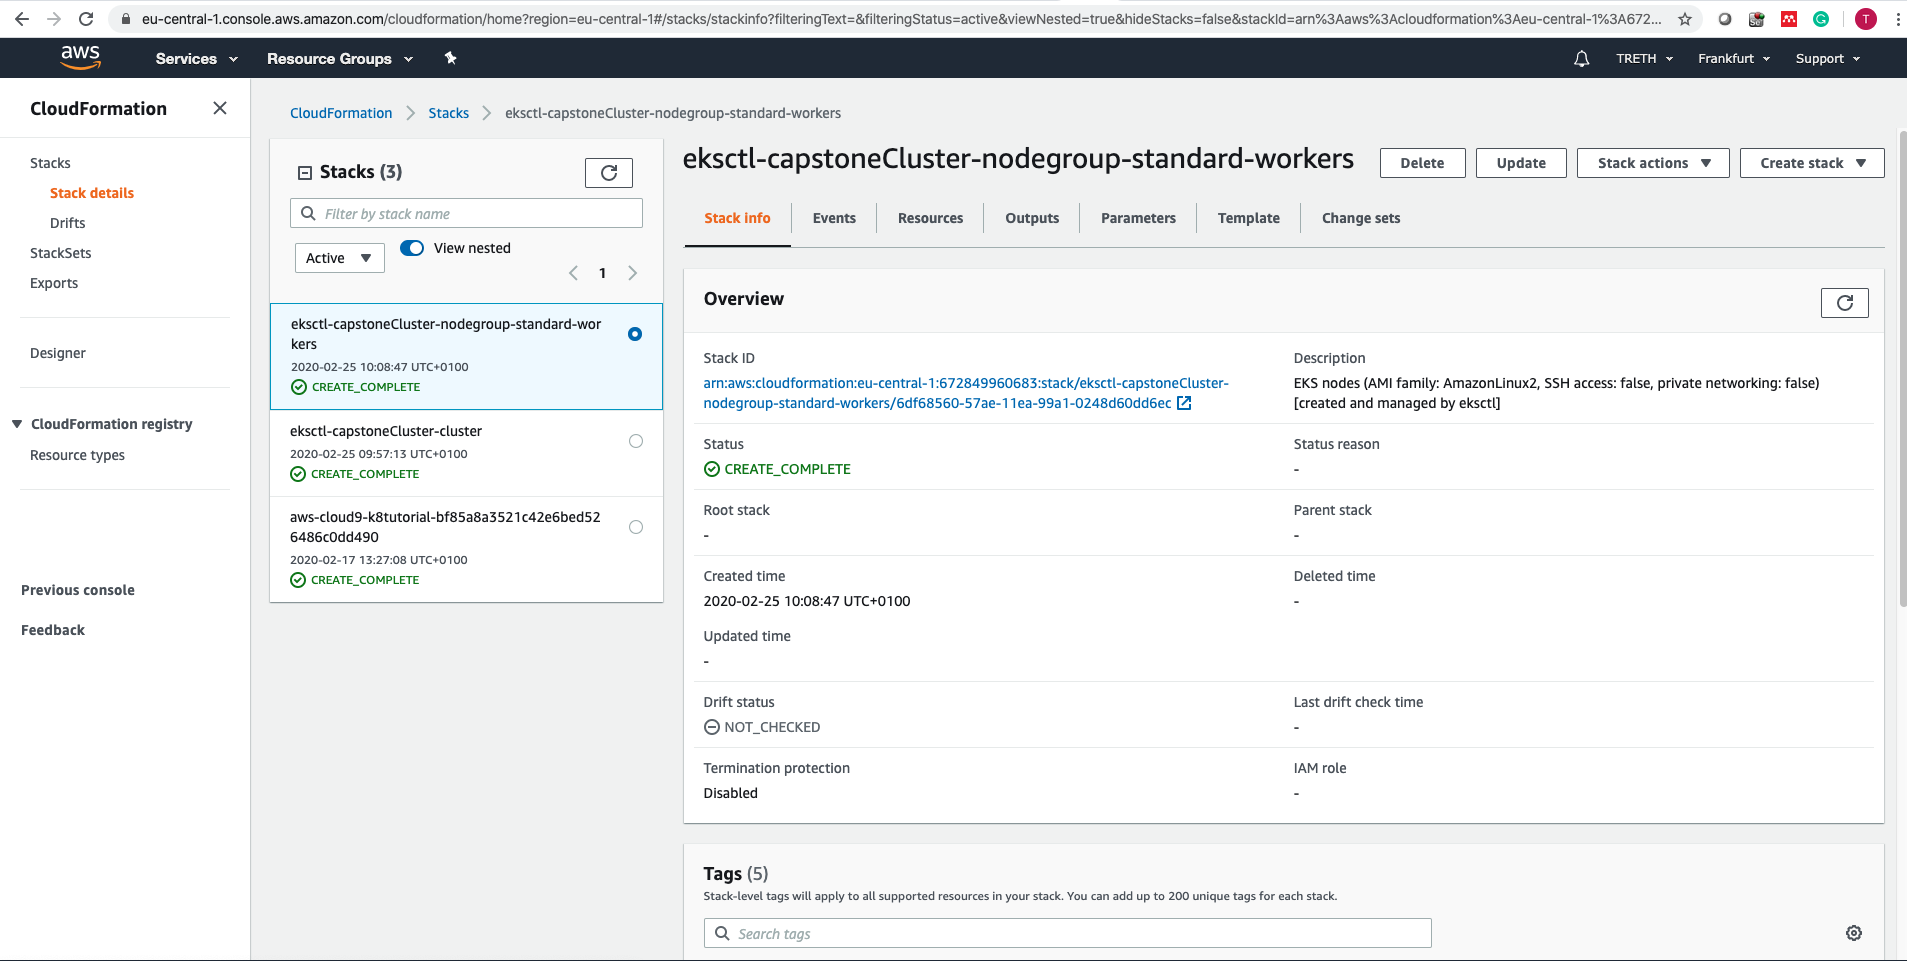 eu-central-1.console.aws.amazon.com/cloudformation/home?region=eu-central-1#/stacks/stackinfo?filteringText=&filteringStatus=active&viewNested=true&hideStacks=false&stackId=arn%3Aaws%3Acloudformation%3Aeu-central-1%3A672...
T
aws
Services
Resource Groups
TRETH
Frankfurt
Support
CloudFormation
Stacks
Stack details
Drifts
StackSets
Exports
Designer
CloudFormation registry
Resource types
Previous console
Feedback
CloudFormation
Stacks
eksctl-capstoneCluster-nodegroup-standard-workers
Stacks (3)
Filter by stack name
Active
View nested
1
eksctl-capstoneCluster-nodegroup-standard-wor
kers
2020-02-25 10:08:47 UTC+0100
CREATE_COMPLETE
eksctl-capstoneCluster-cluster
2020-02-25 09:57:13 UTC+0100
CREATE_COMPLETE
aws-cloud9-k8tutorial-bf85a8a3521c42e6bed52
6486c0dd490
2020-02-17 13:27:08 UTC+0100
CREATE_COMPLETE
eksctl-capstoneCluster-nodegroup-standard-workers
Delete
Update
Stack actions
Create stack
Stack info
Events
Resources
Outputs
Parameters
Template
Change sets
Overview
Stack ID
arn:aws:cloudformation:eu-central-1:672849960683:stack/eksctl-capstoneCluster-
nodegroup-standard-workers/6df68560-57ae-11ea-99a1-0248d60dd6ec
Description
EKS nodes (AMI family: AmazonLinux2, SSH access: false, private networking: false)
[created and managed by eksctl]
Status
CREATE_COMPLETE
Status reason
-
Root stack
-
Parent stack
-
Created time
2020-02-25 10:08:47 UTC+0100
Deleted time
-
Updated time
-
Drift status
NOT_CHECKED
Last drift check time
-
Termination protection
Disabled
IAM role
-
Tags (5)
Stack-level tags will apply to all supported resources in your stack. You can add up to 200 unique tags for each stack.
Search tags